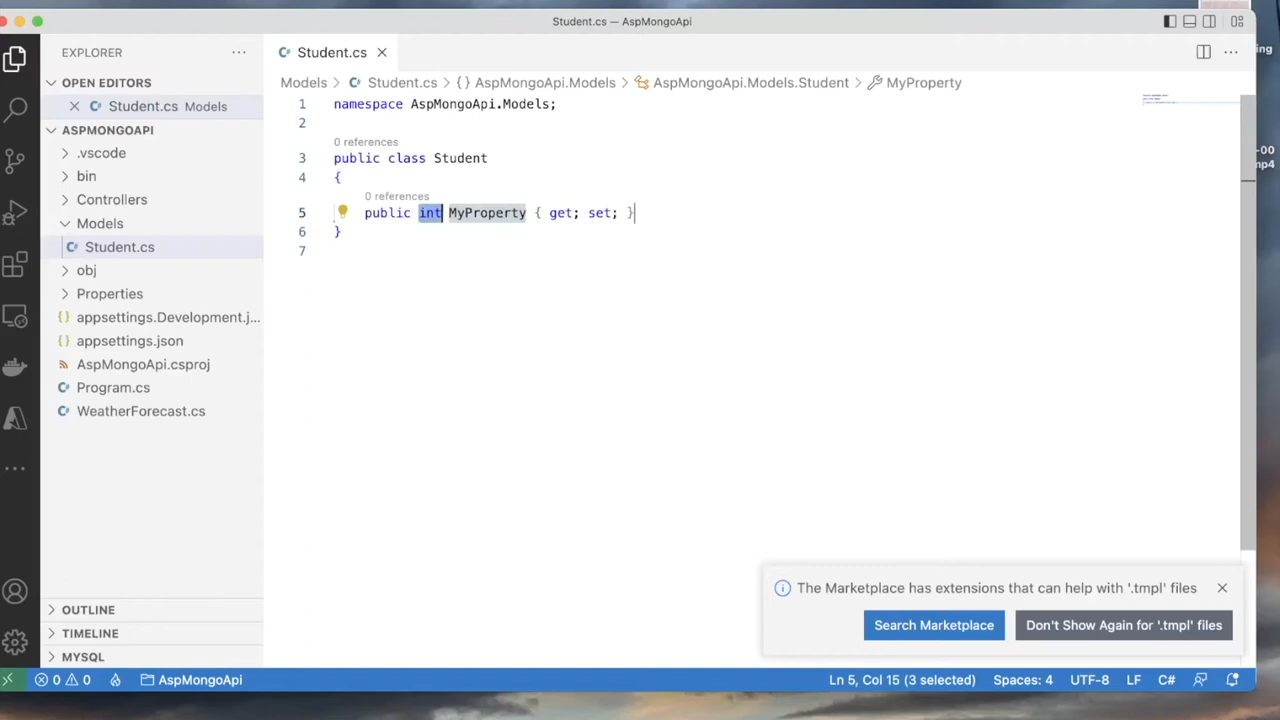 Student.cs — AspMongoApi
ing
EXPLORER
Student.cs
OPEN EDITORS
Student.cs Models
Models > Student.cs > {} AspMongoApi.Models > AspMongoApi.Models.Student > MyProperty
ASPMONGOAPI
.vscode
bin
Controllers
Models
Student.cs
obj
Properties
{} appsettings.Development.j...
{} appsettings.json
AspMongoApi.csproj
Program.cs
WeatherForecast.cs
OUTLINE
TIMELINE
MYSQL
1 namespace AspMongoApi.Models;
2
0 references
3 public class Student
4 {
0 references
5 public int MyProperty { get; set; }
6 }
7
-00
mp4
The Marketplace has extensions that can help with '.tmpl' files
Search Marketplace
Don't Show Again for '.tmpl' files
0 0 AspMongoApi
Ln 5, Col 15 (3 selected) Spaces: 4 UTF-8 LF C#